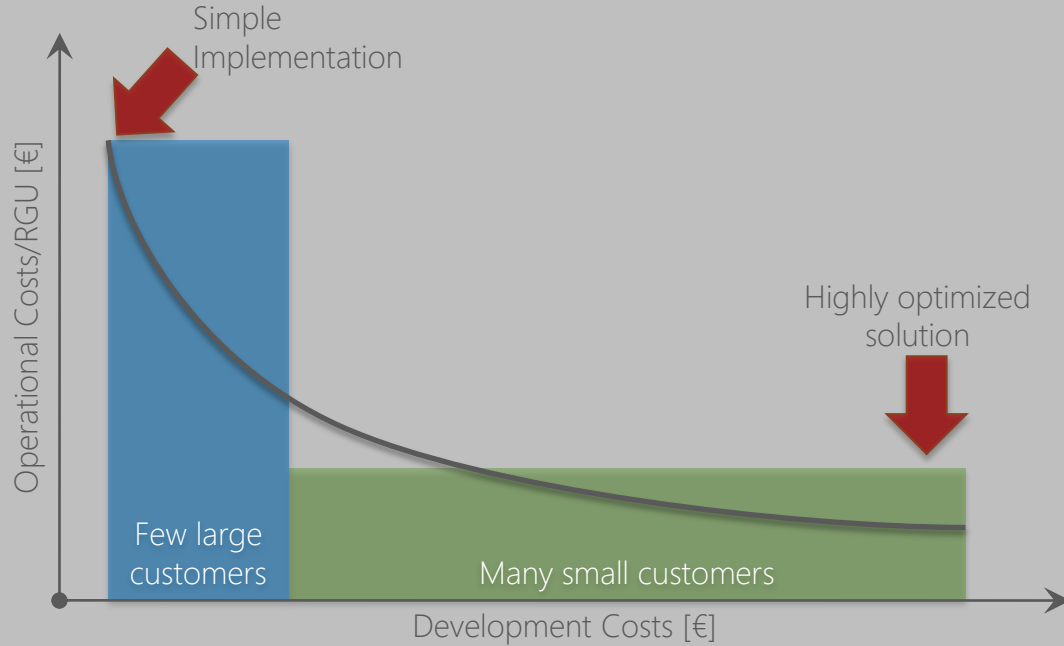 Simple
Implementation
Operational Costs/RGU [€]
Highly optimized
solution
Few large
customers
Many small customers
Development Costs [€]